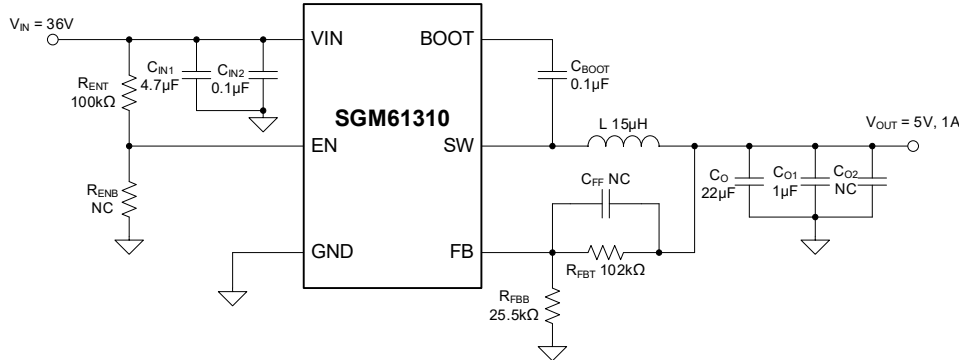 V_IN = 36V
VIN
BOOT
R_ENT
100kΩ
C_IN1
4.7μF
C_IN2
0.1μF
C_BOOT
0.1μF
SGM61310
EN
SW
L 15μH
V_OUT = 5V, 1A
R_ENB
NC
C_FF NC
C_O
22μF
C_O1
1μF
C_O2
NC
GND
FB
R_FBT 102kΩ
R_FBB
25.5kΩ